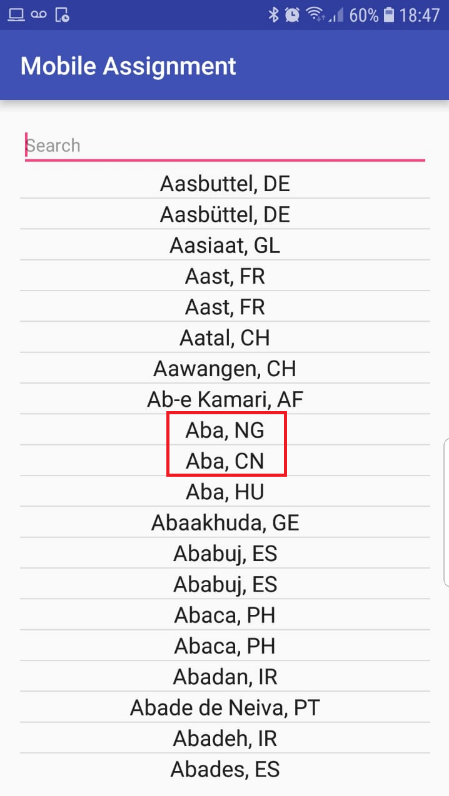 60% 18:47
Mobile Assignment
Search
Aasbuttel, DE
Aasbüttel, DE
Aasiaat, GL
Aast, FR
Aast, FR
Aatal, CH
Aawangen, CH
Ab-e Kamari, AF
Aba, NG
Aba, CN
Aba, HU
Abaakhuda, GE
Ababuj, ES
Ababuj, ES
Abaca, PH
Abaca, PH
Abadan, IR
Abade de Neiva, PT
Abadeh, IR
Abades, ES